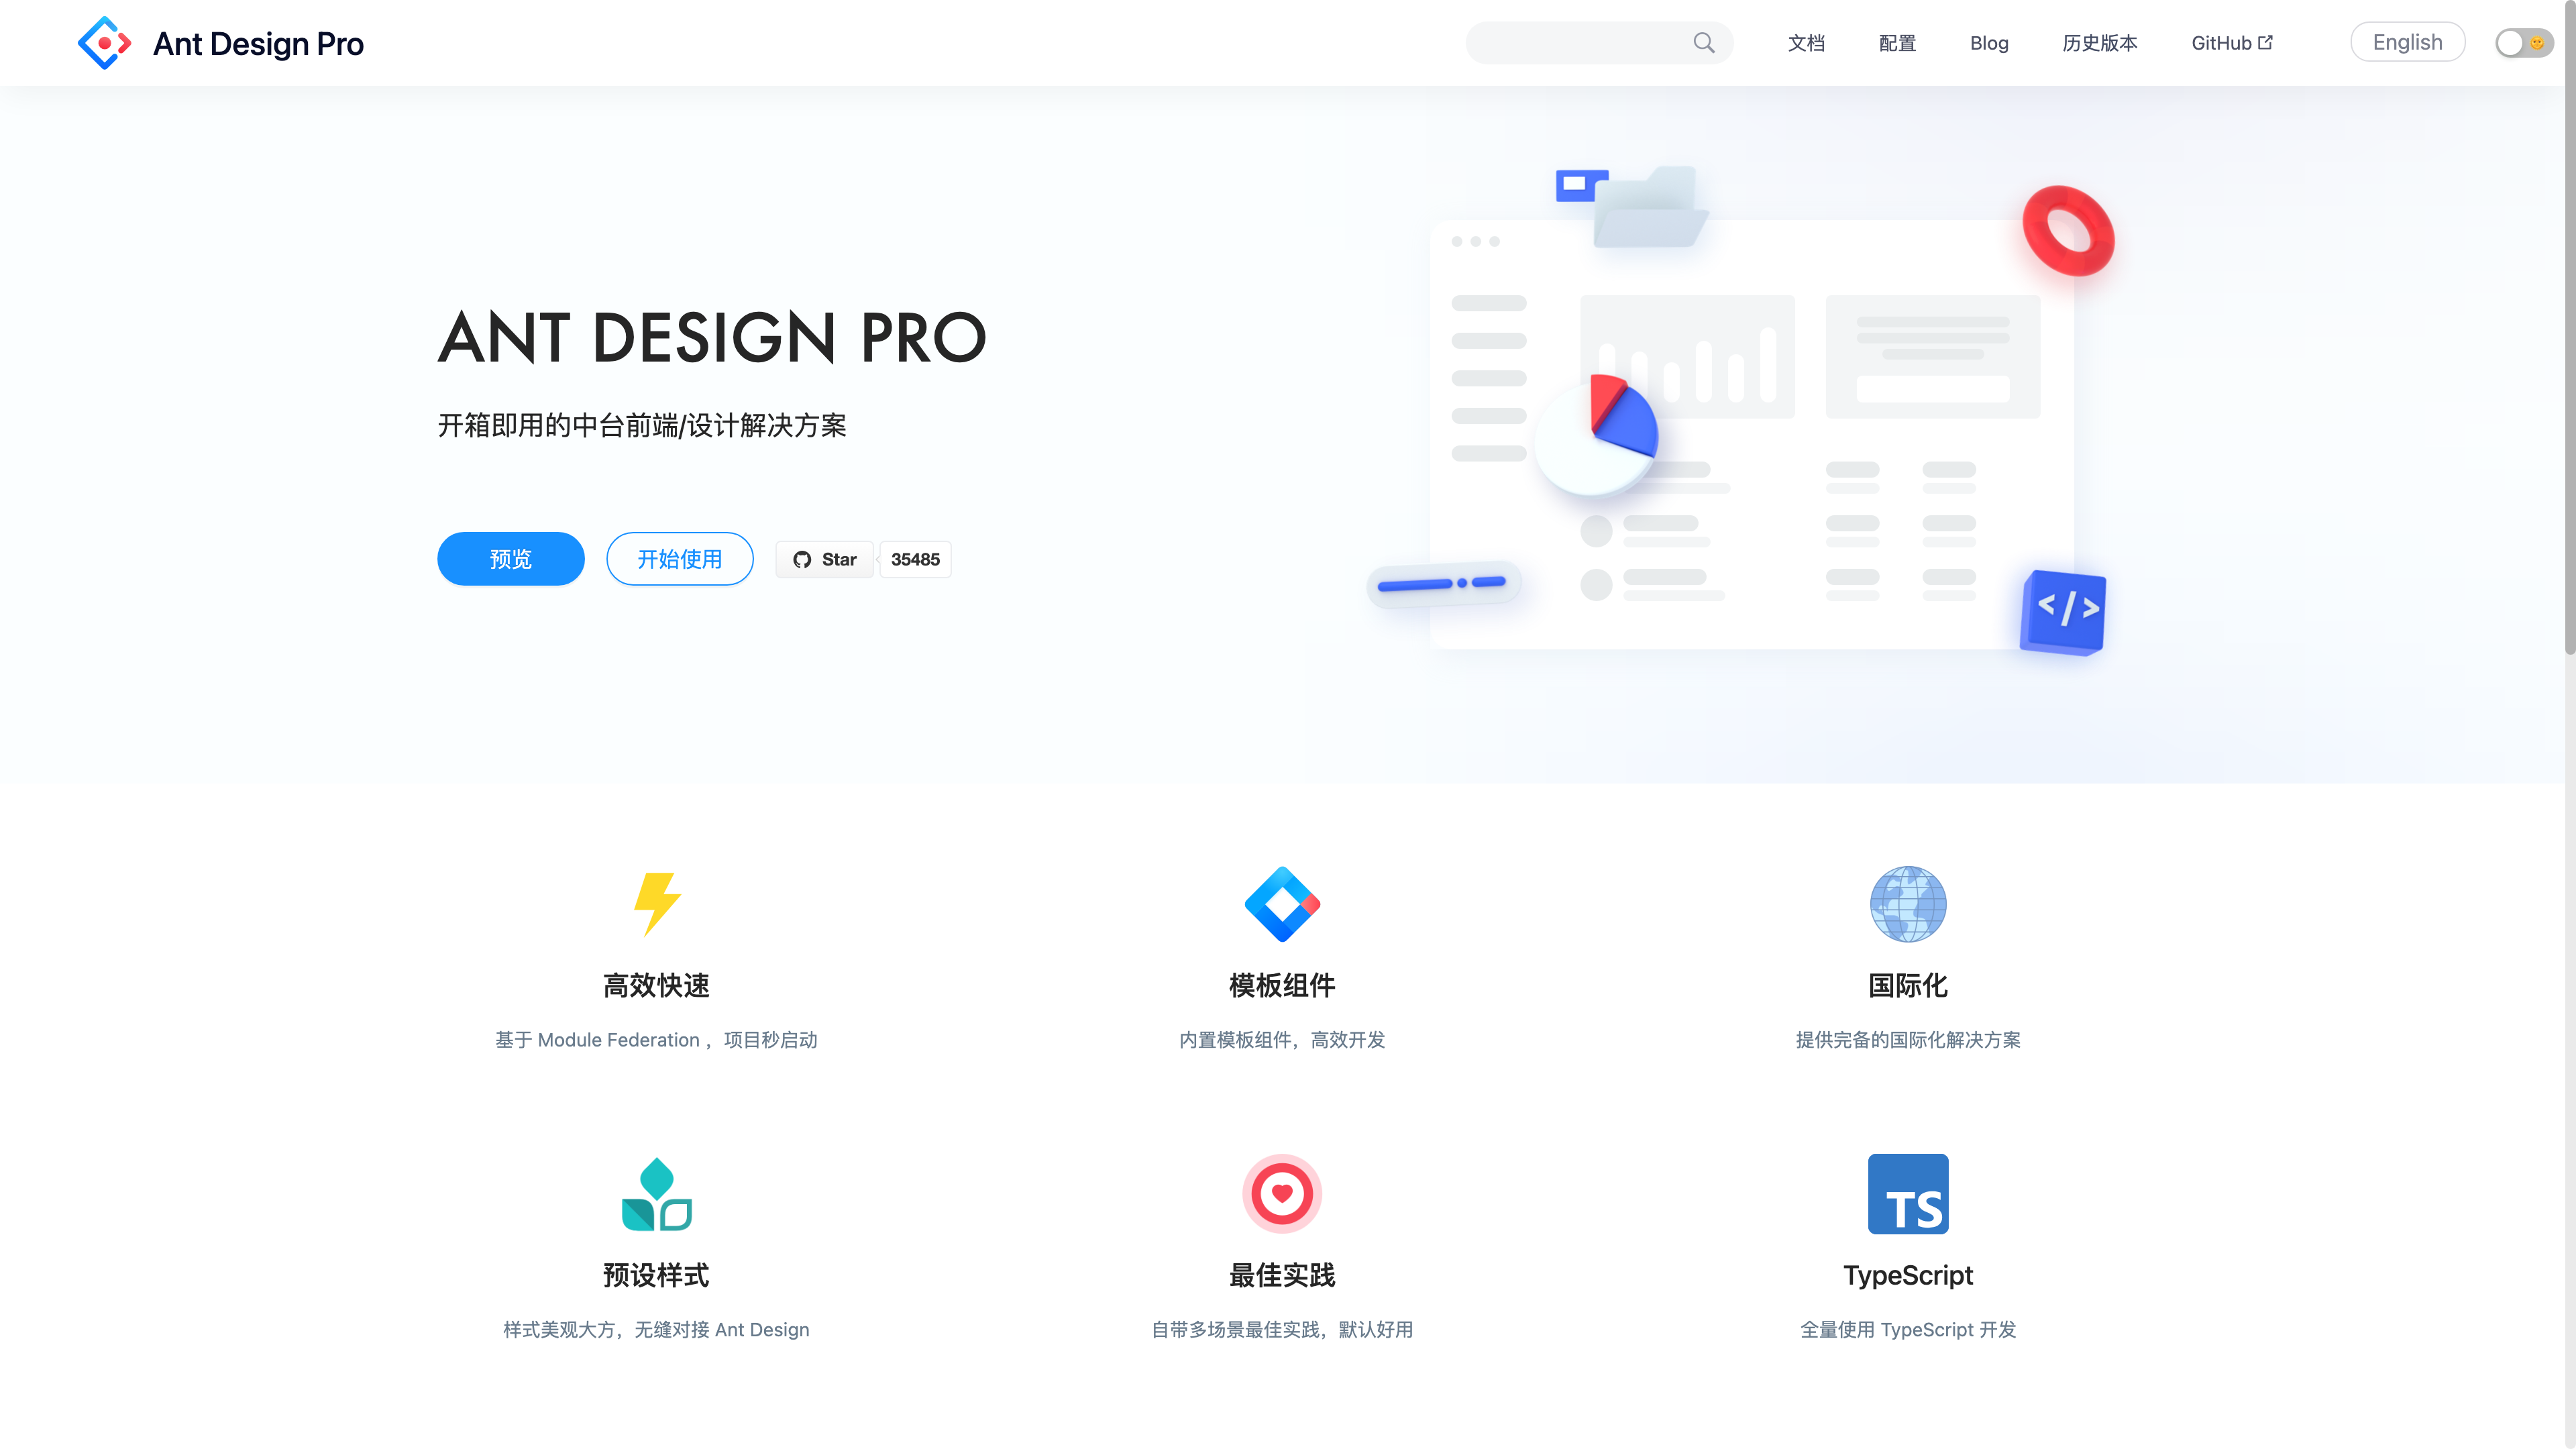 Ant Design Pro
文档
配置
Blog
历史版本
GitHub
English
ANT DESIGN PRO
开箱即用的中台前端/设计解决方案
预览
开始使用
Star
35485
</>
高效快速
基于 Module Federation ，项目秒启动
模板组件
内置模板组件，高效开发
国际化
提供完备的国际化解决方案
预设样式
样式美观大方，无缝对接 Ant Design
最佳实践
自带多场景最佳实践，默认好用
TS
TypeScript
全量使用 TypeScript 开发